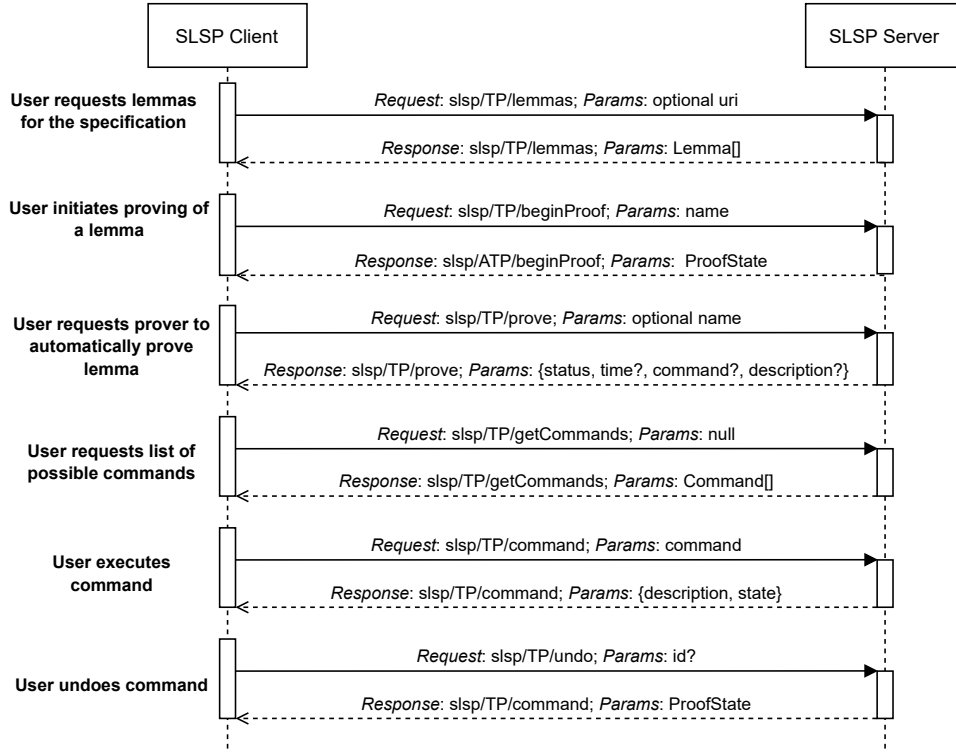 SLSP Client
SLSP Server
User requests lemmas
for the specification
Request: slsp/TP/lemmas; Params: optional uri
Response: slsp/TP/lemmas; Params: Lemma[]
User initiates proving of
a lemma
Request: slsp/TP/beginProof; Params: name
Response: slsp/ATP/beginProof; Params:  ProofState
User requests prover to
automatically prove
lemma
Request: slsp/TP/prove; Params: optional name
Response: slsp/TP/prove; Params: {status, time?, command?, description?}
User requests list of
possible commands
Request: slsp/TP/getCommands; Params: null
Response: slsp/TP/getCommands; Params: Command[]
User executes
command
Request: slsp/TP/command; Params: command
Response: slsp/TP/command; Params: {description, state}
User undoes command
Request: slsp/TP/undo; Params: id?
Response: slsp/TP/command; Params: ProofState